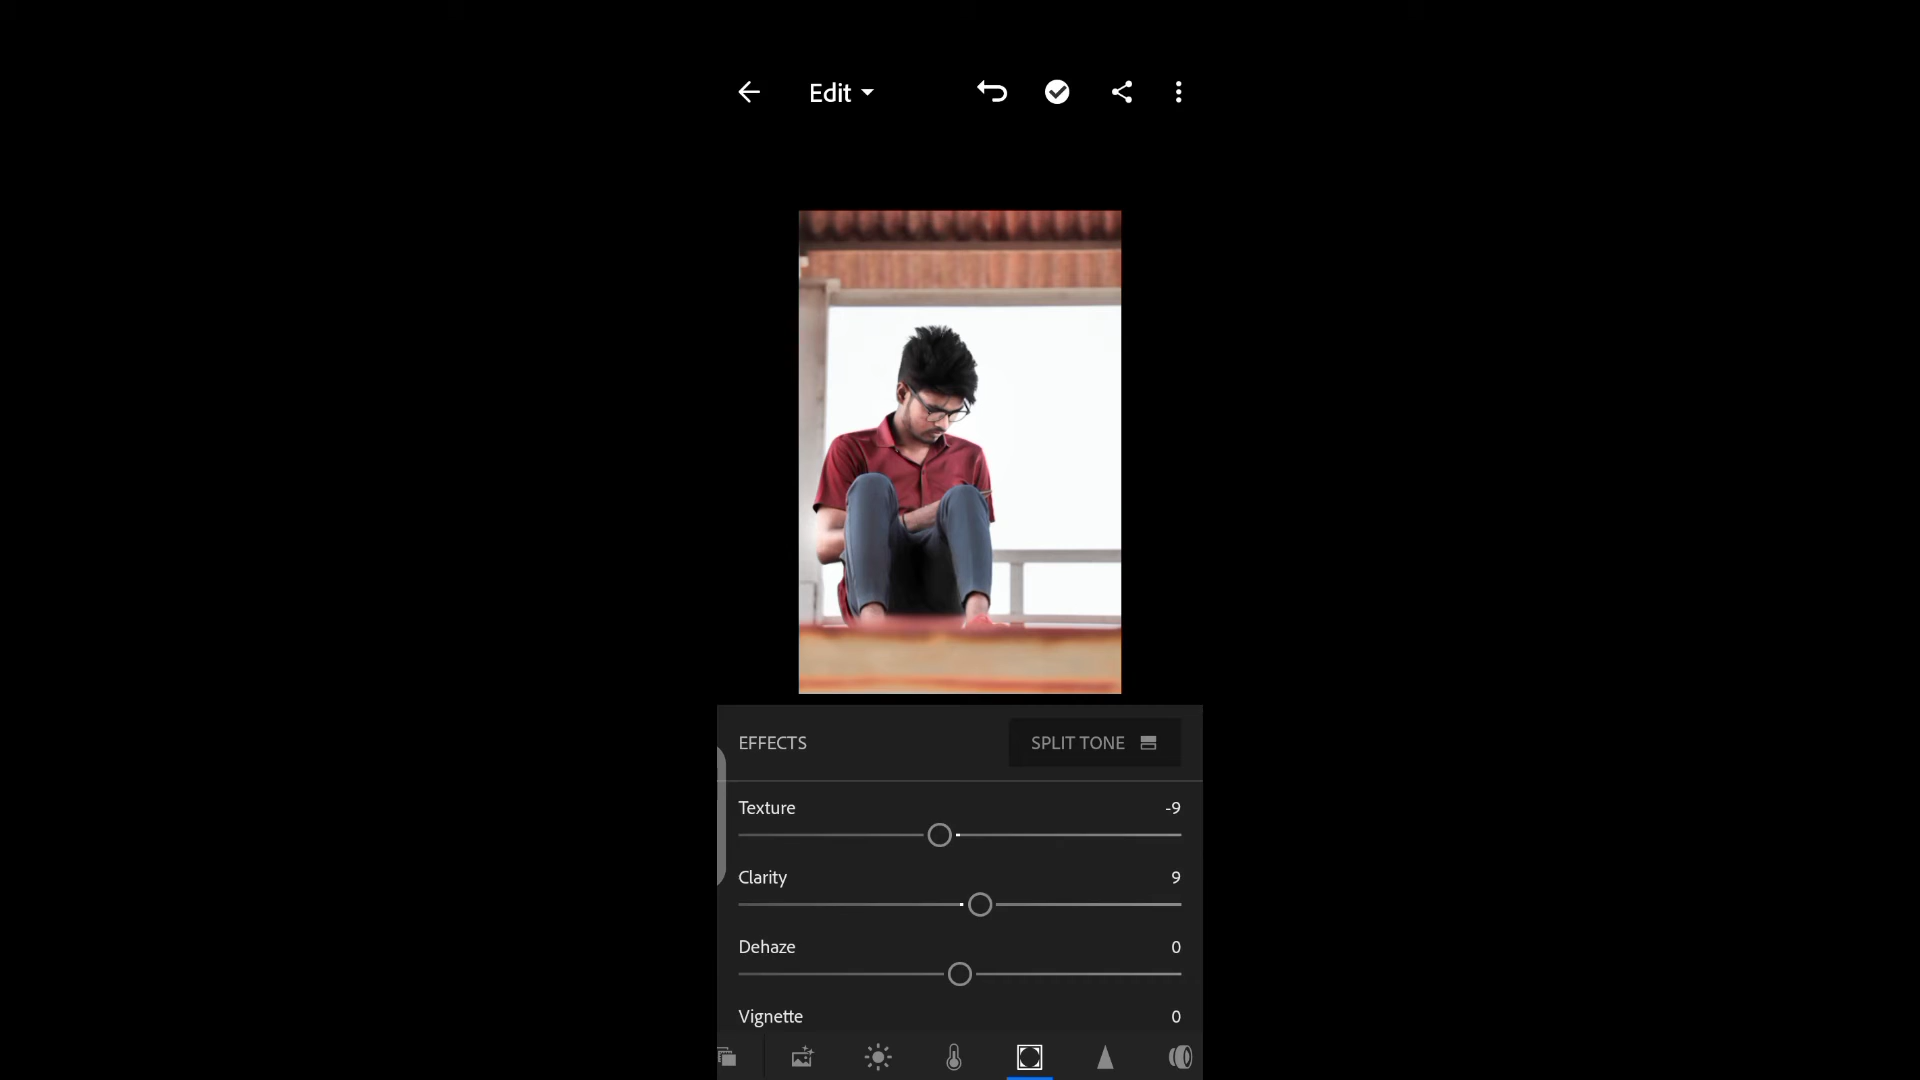 Edit
EFFECTS
SPLIT TONE
Texture -9
Clarity 9
Dehaze 0
Vignette 0